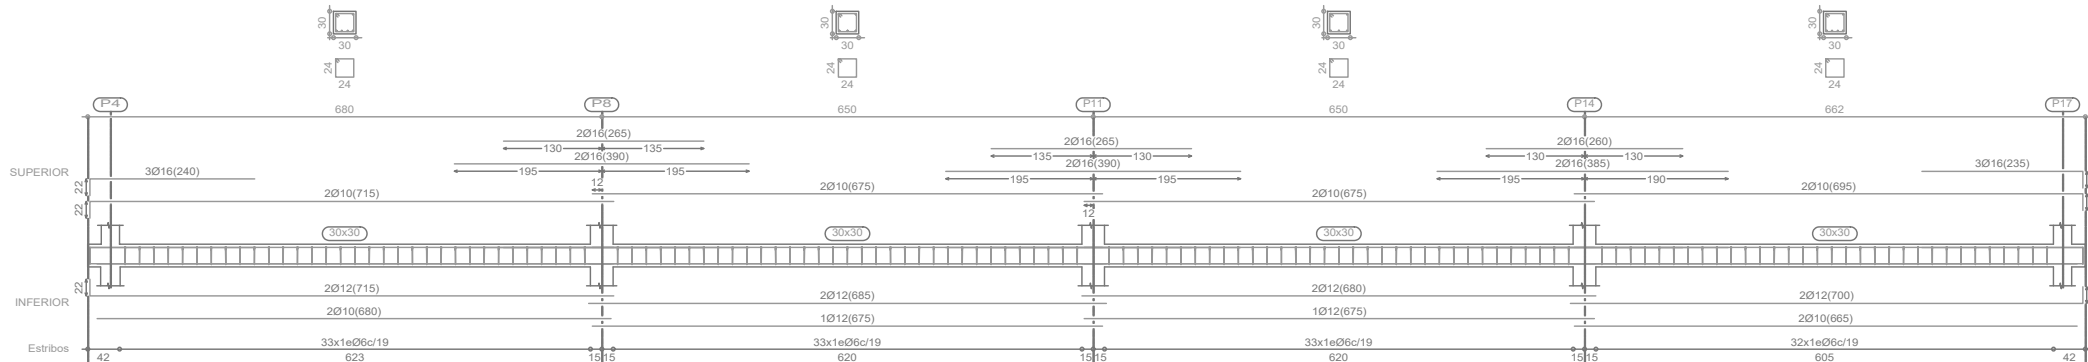 30 30 30 30
30 30 30 30
24 24 24 24
24 24 24 24
P4 P8 P11 P14 P17
680 650 650 662
2Ø16(265) 2Ø16(265) 2Ø16(260)
130 135 135 130 130 130
2Ø16(390) 2Ø16(390) 2Ø16(385)
SUPERIOR 3Ø16(240) 195 195 195 195 195 190 3Ø16(235)
22 12 2Ø10(675) 2Ø10(695)
22 2Ø10(715) 2Ø10(675)
12
30x30 30x30 30x30 30x30
22 2Ø12(715) 2Ø12(680)
INFERIOR 2Ø12(685) 2Ø12(700)
2Ø10(680) 1Ø12(675)
1Ø12(675) 2Ø10(665)
Estribos 33x1eØ6c/19 33x1eØ6c/19 33x1eØ6c/19 32x1eØ6c/19
42 623 15 15 620 15 15 620 15 15 605 42